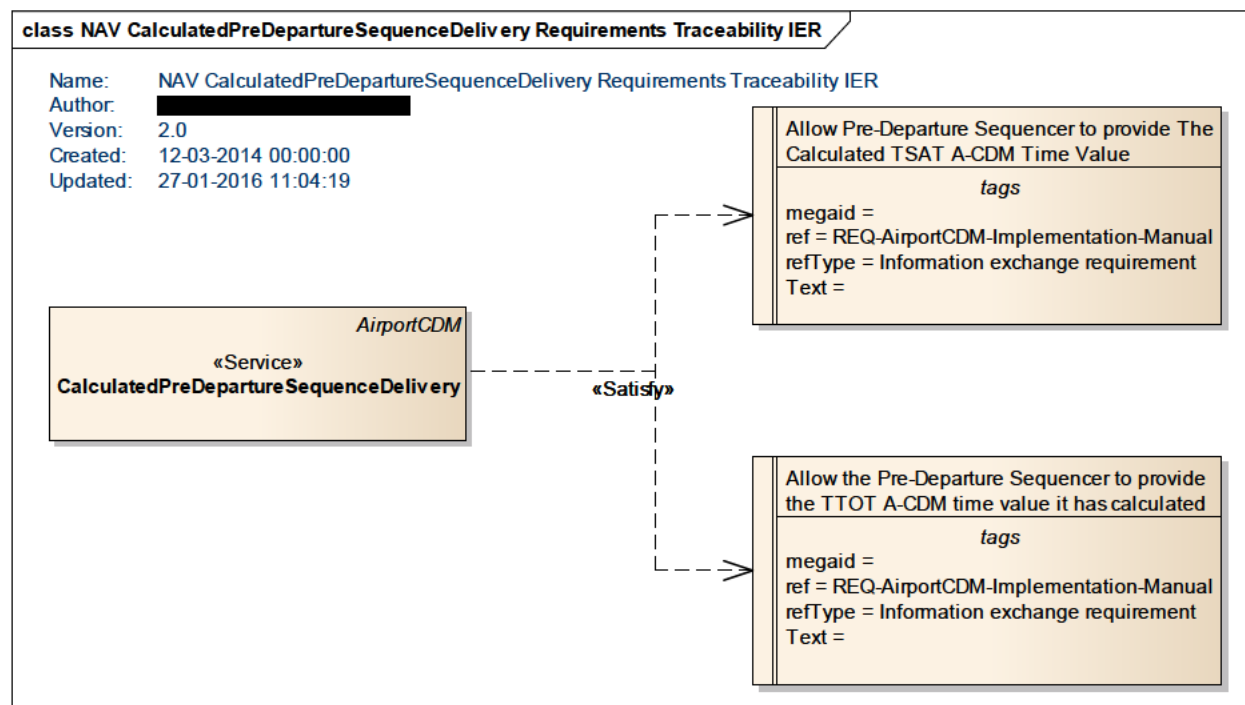 class NAV CalculatedPreDepartureSequenceDelivery Requirements Traceability IER
Name: NAV CalculatedPreDepartureSequenceDelivery Requirements Traceability IER
Author:
Version: 2.0
Created: 12-03-2014 00:00:00
Updated: 27-01-2016 11:04:19
Allow Pre-Departure Sequencer to provide The
Calculated TSAT A-CDM Time Value
tags
megaid =
ref = REQ-AirportCDM-Implementation-Manual
refType = Information exchange requirement
Text =
AirportCDM
«Service»
CalculatedPreDepartureSequenceDelivery
«Satisfy»
Allow the Pre-Departure Sequencer to provide
the TTOT A-CDM time value it has calculated
tags
megaid =
ref = REQ-AirportCDM-Implementation-Manual
refType = Information exchange requirement
Text =